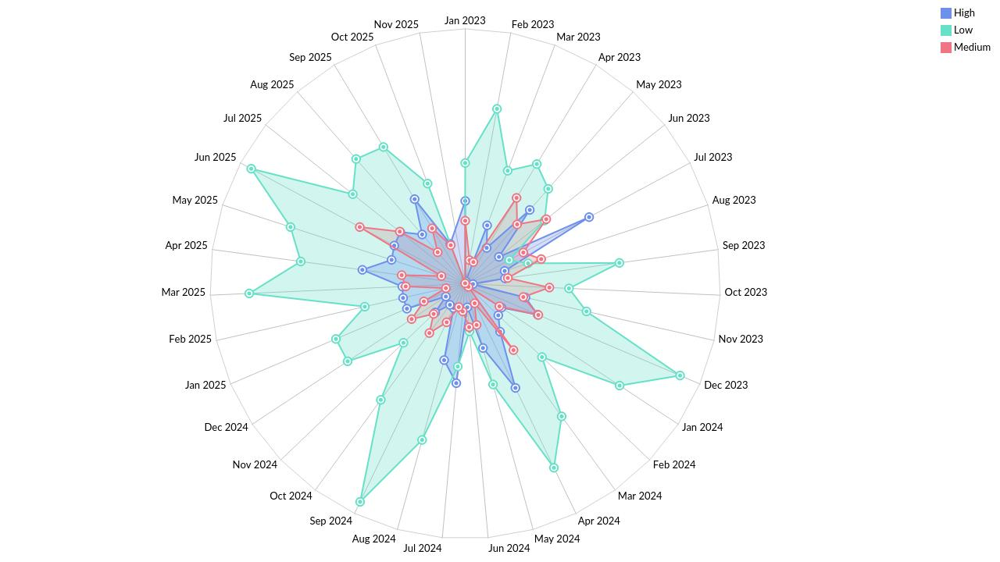 Jan 2023
Feb 2023
Mar 2023
Apr 2023
May 2023
Jun 2023
Jul 2023
Aug 2023
Sep 2023
Oct 2023
Nov 2023
Dec 2023
Jan 2024
Feb 2024
Mar 2024
Apr 2024
May 2024
Jun 2024
Jul 2024
Aug 2024
Sep 2024
Oct 2024
Nov 2024
Dec 2024
Jan 2025
Feb 2025
Mar 2025
Apr 2025
May 2025
Jun 2025
Jul 2025
Aug 2025
Sep 2025
Oct 2025
Nov 2025
High
Low
Medium